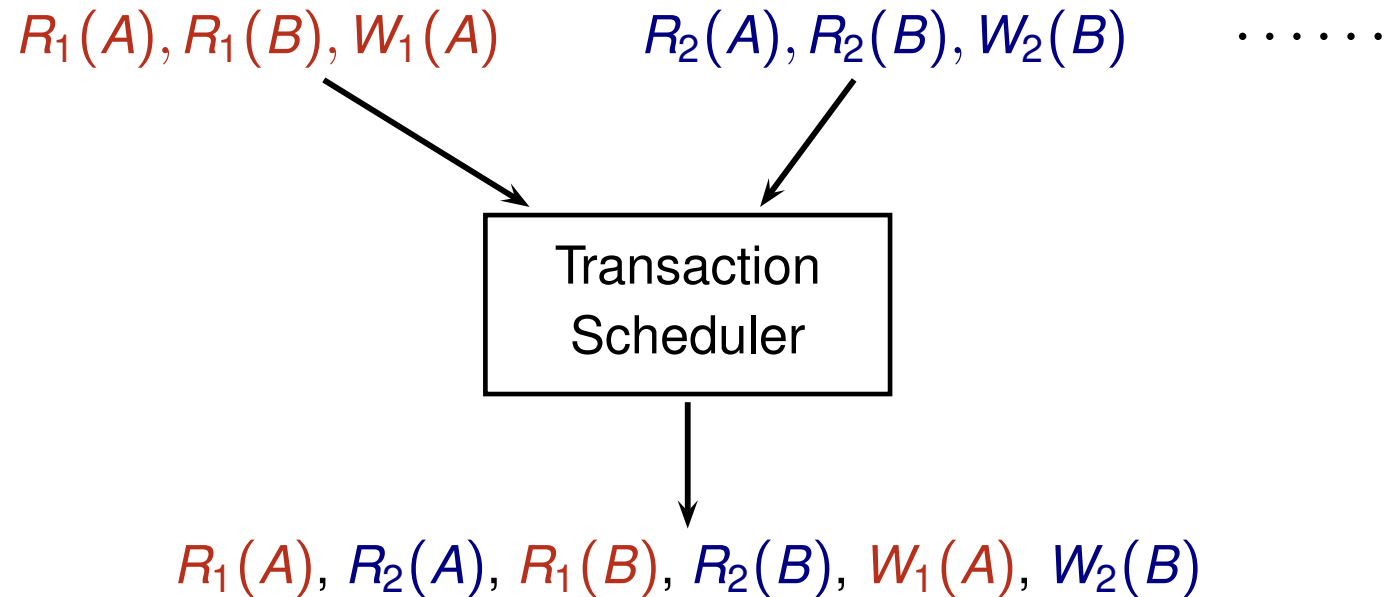 R₁(A), R₁(B), W₁(A) R₂(A), R₂(B), W₂(B) ······
Transaction
Scheduler
R₁(A), R₂(A), R₁(B), R₂(B), W₁(A), W₂(B)